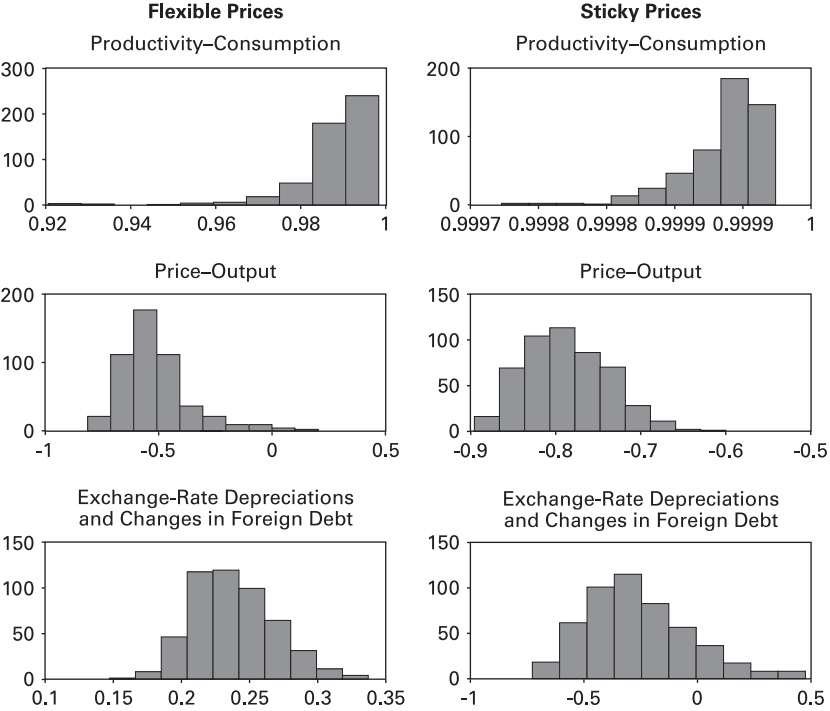 Flexible Prices
Sticky Prices
Productivity–Consumption
Productivity–Consumption
300
200
100
0
0.92 0.94 0.96 0.98 1
200
100
0
0.9997 0.9998 0.9998 0.9999 0.9999 1
Price–Output
Price–Output
200
100
0
-1 -0.5 0 0.5
150
100
50
0
-0.9 -0.8 -0.7 -0.6 -0.5
Exchange-Rate Depreciations
and Changes in Foreign Debt
Exchange-Rate Depreciations
and Changes in Foreign Debt
150
100
50
0
0.1 0.15 0.2 0.25 0.3 0.35
150
100
50
0
-1 -0.5 0 0.5